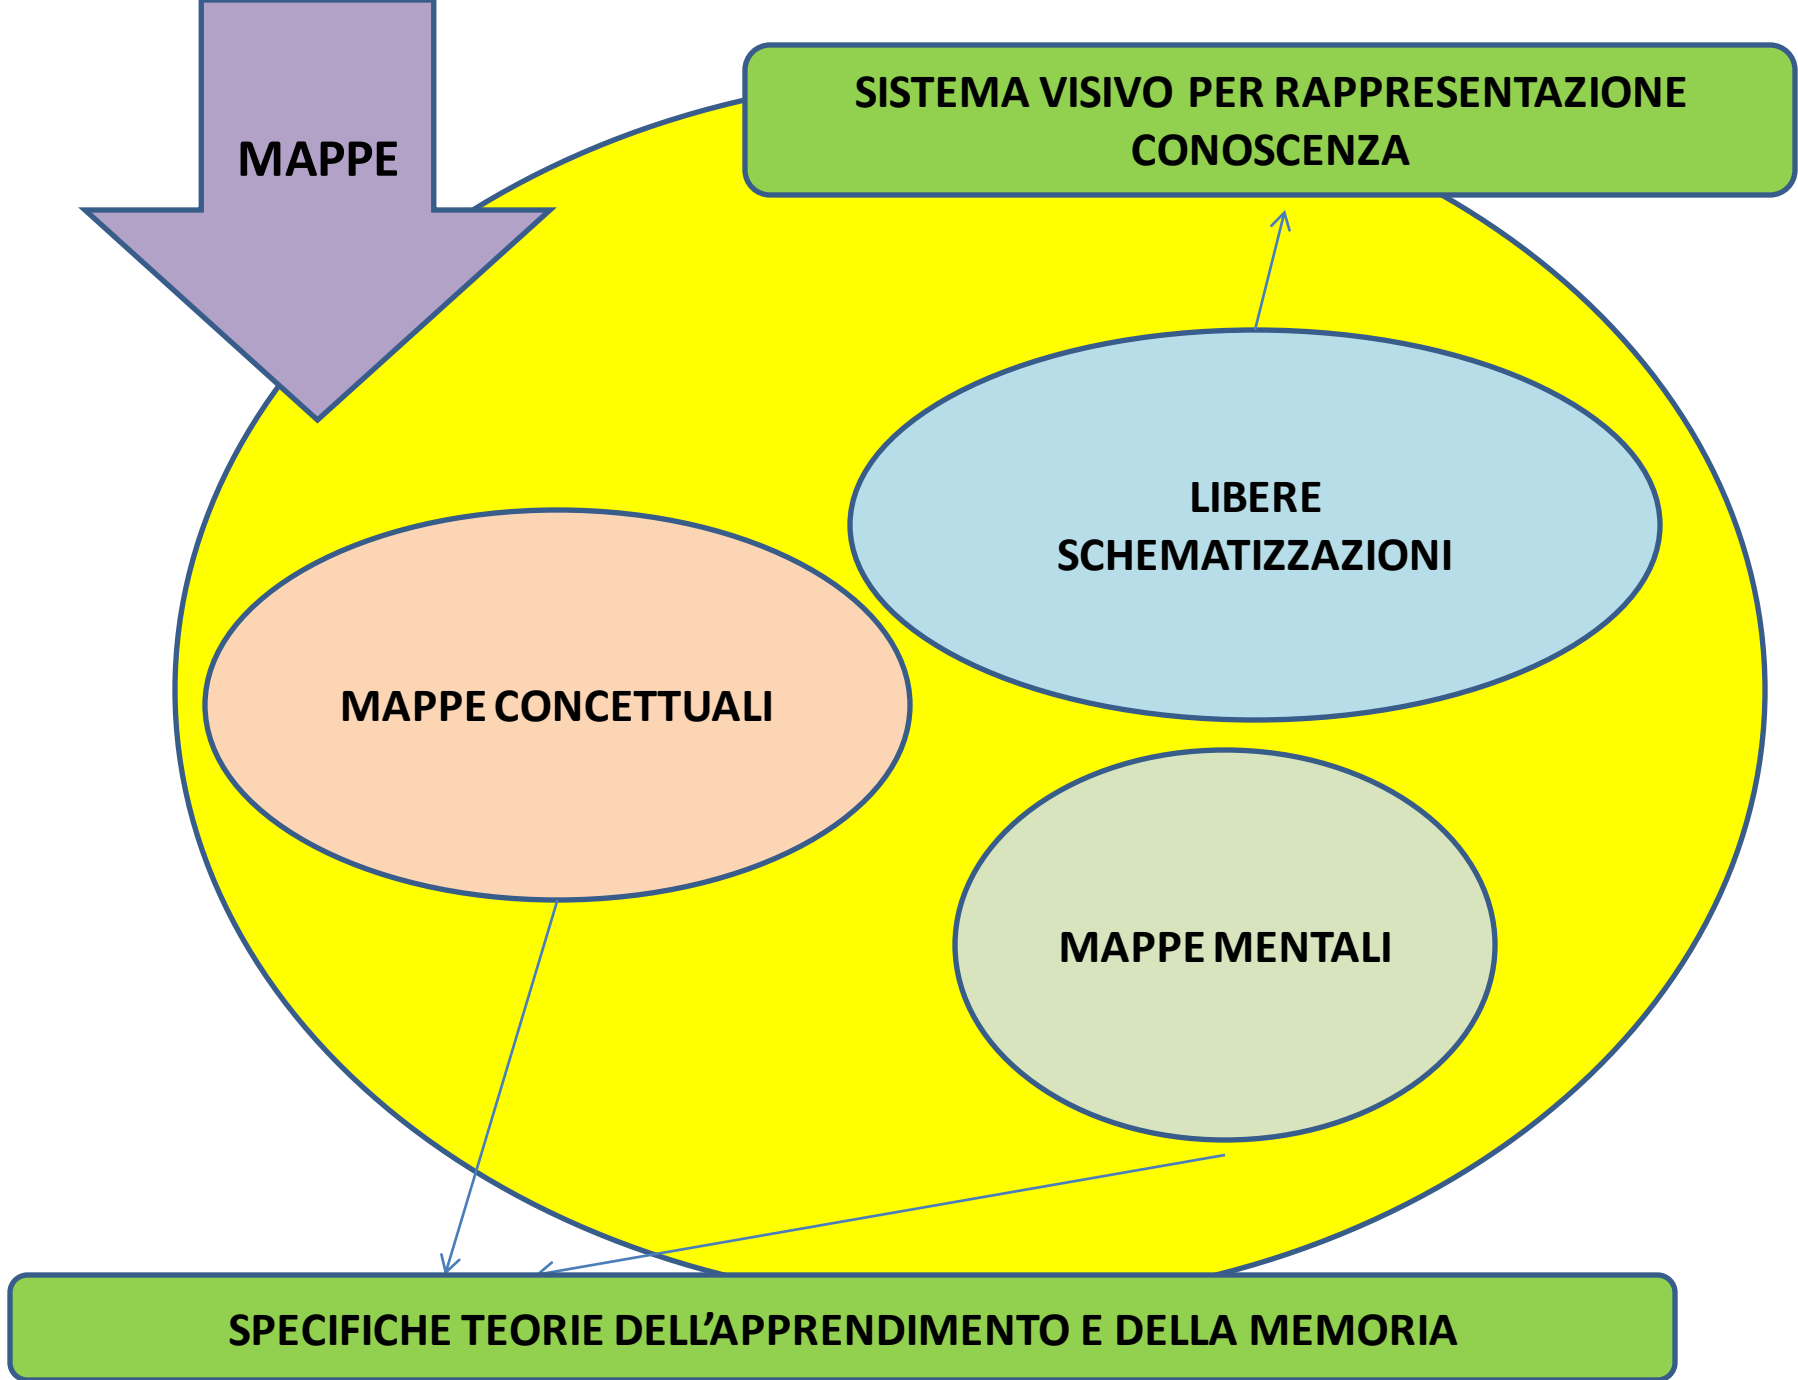 MAPPE
SISTEMA VISIVO PER RAPPRESENTAZIONE
CONOSCENZA
LIBERE
SCHEMATIZZAZIONI
MAPPE CONCETTUALI
MAPPE MENTALI
SPECIFICHE TEORIE DELL’APPRENDIMENTO E DELLA MEMORIA